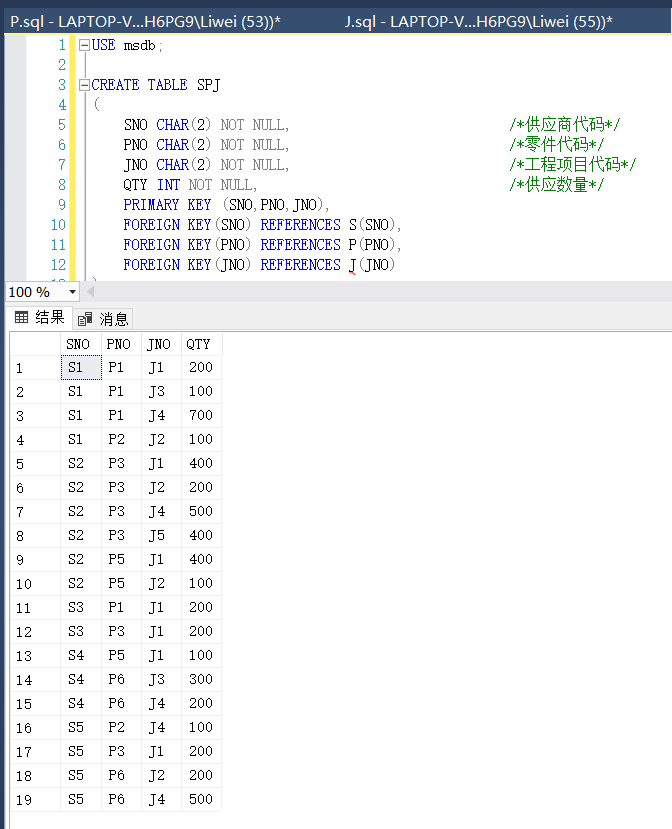 P.sql - LAPTOP-V...H6PG9\Liwei (53))* J.sql - LAPTOP-V...H6PG9\Liwei (55))*
1 USE msdb;
2
3 CREATE TABLE SPJ
4 (
5 SNO CHAR(2) NOT NULL, /*供应商代码*/
6 PNO CHAR(2) NOT NULL, /*零件代码*/
7 JNO CHAR(2) NOT NULL, /*工程项目代码*/
8 QTY INT NOT NULL, /*供应数量*/
9 PRIMARY KEY (SNO,PNO,JNO),
10 FOREIGN KEY(SNO) REFERENCES S(SNO),
11 FOREIGN KEY(PNO) REFERENCES P(PNO),
12 FOREIGN KEY(JNO) REFERENCES J(JNO)
100 %
结果 消息
SNO PNO JNO QTY
1 S1 P1 J1 200
2 S1 P1 J3 100
3 S1 P1 J4 700
4 S1 P2 J2 100
5 S2 P3 J1 400
6 S2 P3 J2 200
7 S2 P3 J4 500
8 S2 P3 J5 400
9 S2 P5 J1 400
10 S2 P5 J2 100
11 S3 P1 J1 200
12 S3 P3 J1 200
13 S4 P5 J1 100
14 S4 P6 J3 300
15 S4 P6 J4 200
16 S5 P2 J4 100
17 S5 P3 J1 200
18 S5 P6 J2 200
19 S5 P6 J4 500